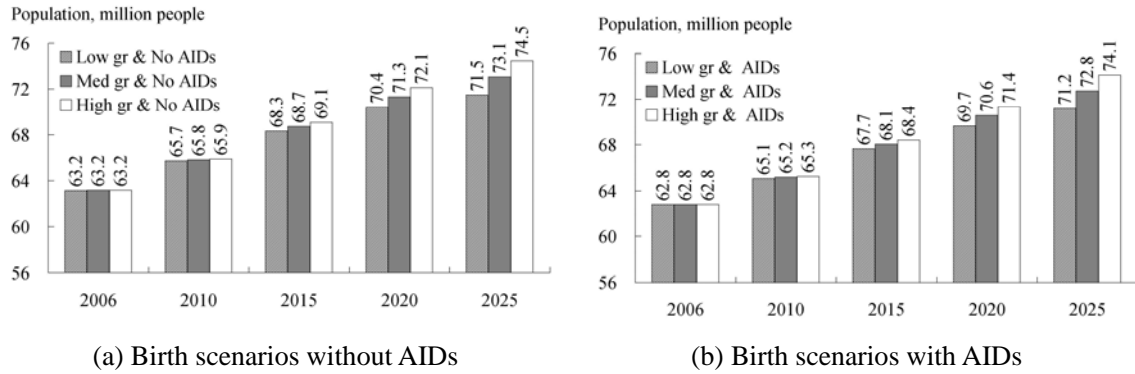 Population, million people
76
72
68
64
60
56
Low gr & No AIDs
Med gr & No AIDs
High gr & No AIDs
63.2 63.2 63.2
65.7 65.8 65.9
68.3 68.7 69.1
70.4 71.3 72.1
71.5 73.1 74.5
2006 2010 2015 2020 2025
(a) Birth scenarios without AIDs
Population, million people
76
72
68
64
60
56
Low gr & AIDs
Med gr & AIDs
High gr & AIDs
62.8 62.8 62.8
65.1 65.2 65.3
67.7 68.1 68.4
69.7 70.6 71.4
71.2 72.8 74.1
2006 2010 2015 2020 2025
(b) Birth scenarios with AIDs